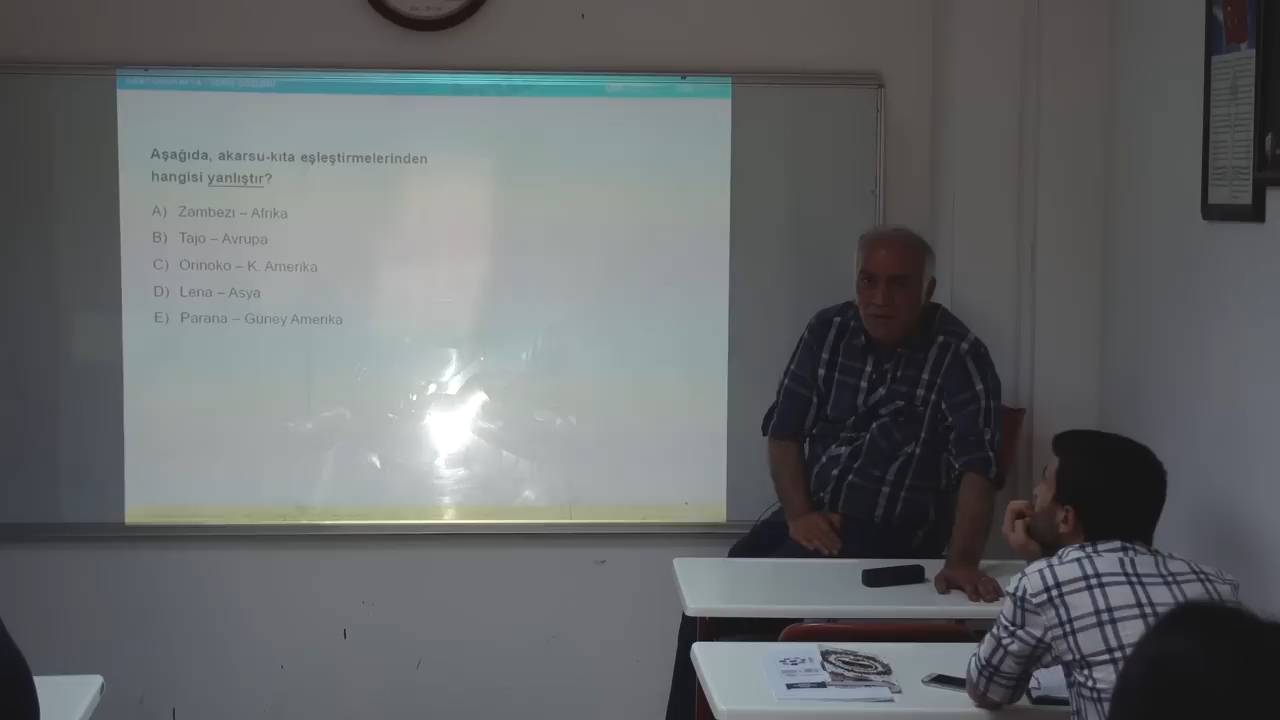 Aşağıda, akarsu-kıta eşleştirmelerinden
hangisi yanlıştır?
A) Zambezi – Afrika
B) Tajo – Avrupa
C) Orinoko – K. Amerika
D) Lena – Asya
E) Parana – Güney Amerika